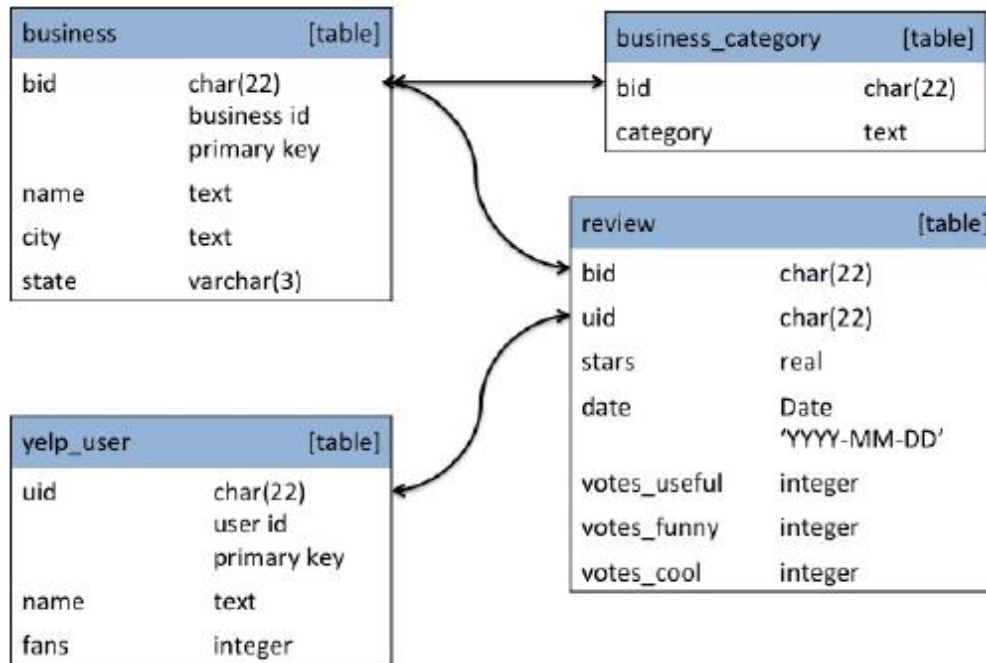 business [table]
bid char(22)
business id
primary key
name text
city text
state varchar(3)
business_category [table]
bid char(22)
category text
review [table]
bid char(22)
uid char(22)
stars real
date Date
‘YYYY-MM-DD’
votes_useful integer
votes_funny integer
votes_cool integer
yelp_user [table]
uid char(22)
user id
primary key
name text
fans integer